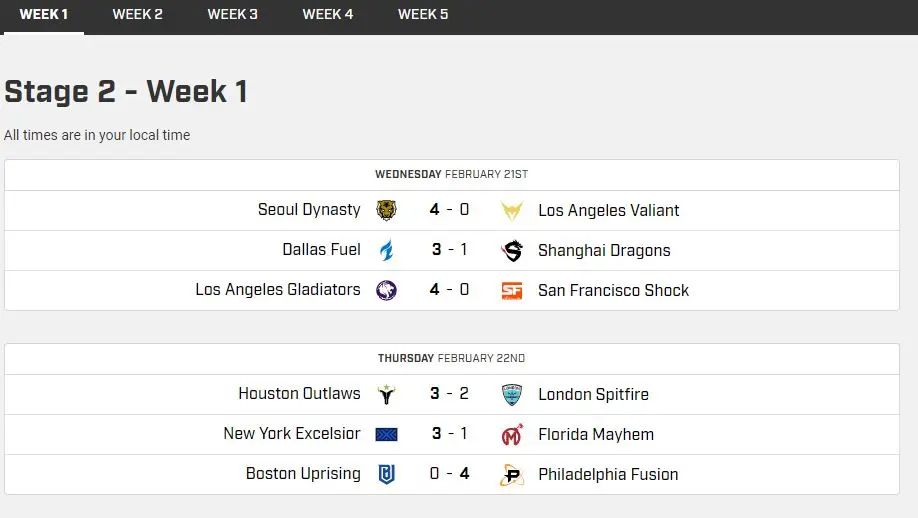 WEEK 1 WEEK 2 WEEK 3 WEEK 4 WEEK 5
Stage 2 - Week 1
All times are in your local time
WEDNESDAY FEBRUARY 21ST
Seoul Dynasty 4 - 0 Los Angeles Valiant
Dallas Fuel 3 - 1 Shanghai Dragons
Los Angeles Gladiators 4 - 0 SF San Francisco Shock
THURSDAY FEBRUARY 22ND
Houston Outlaws 3 - 2 London Spitfire
New York Excelsior 3 - 1 Florida Mayhem
Boston Uprising 0 - 4 Philadelphia Fusion